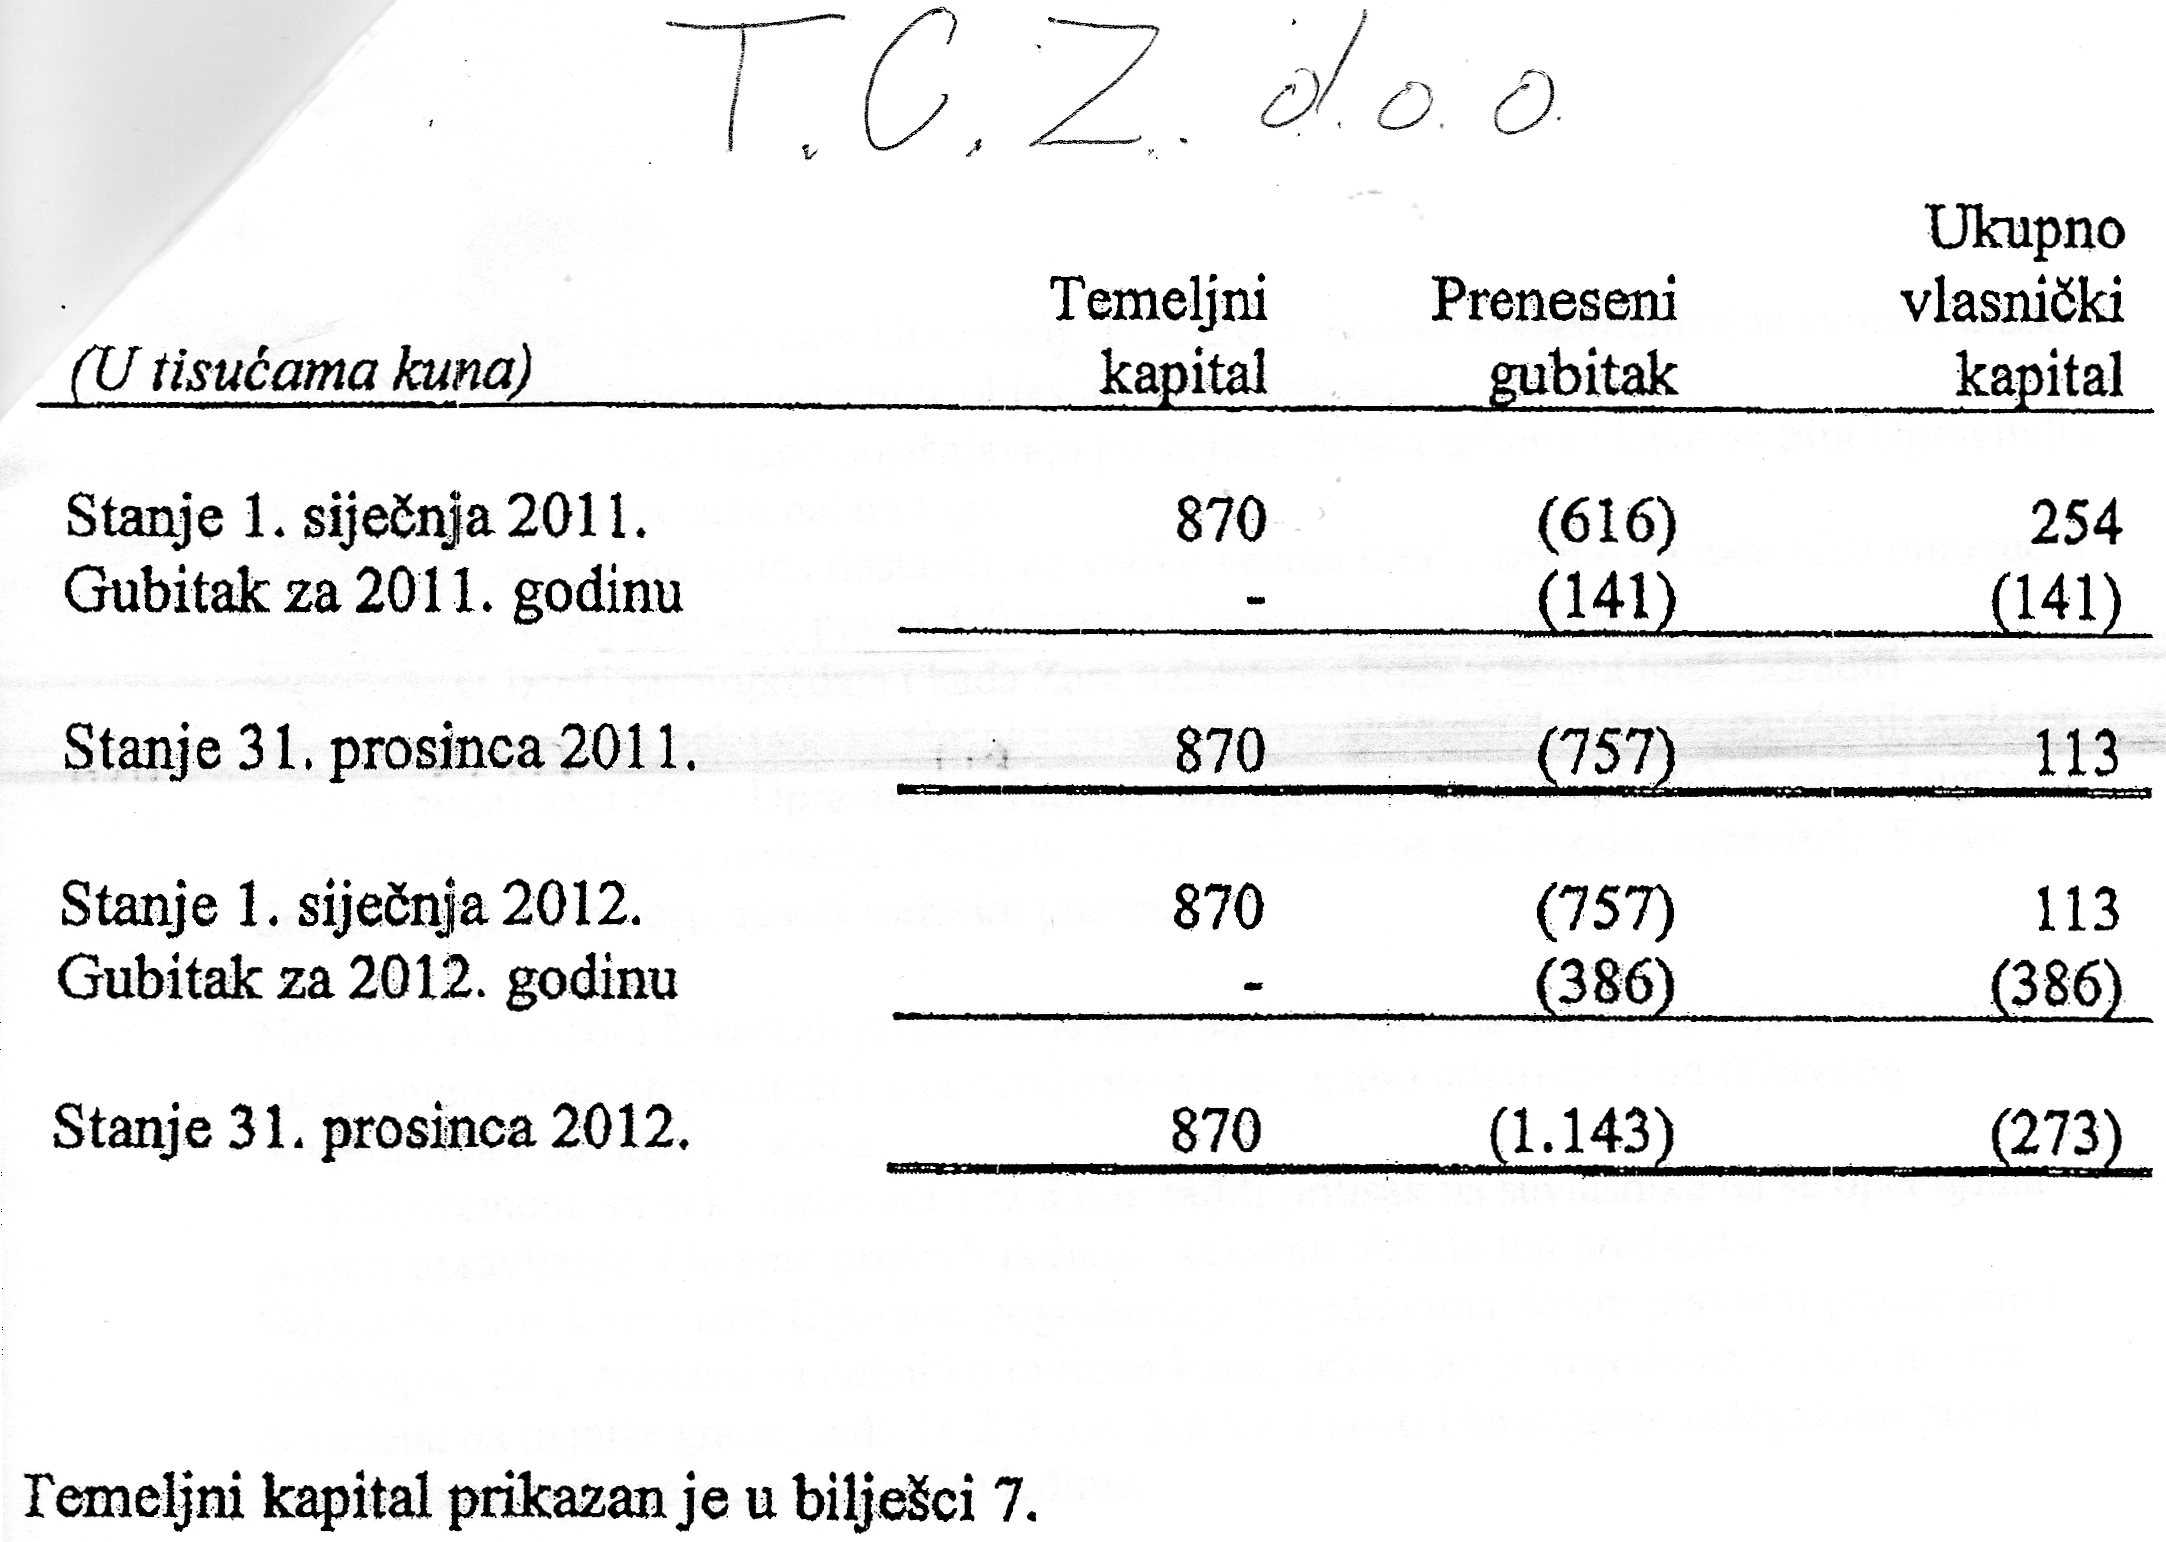 T.C.Z. d.o.o.
Ukupno
Temeljni Preneseni vlasnički
(U tisućama kuna) kapital gubitak kapital
Stanje 1. siječnja 2011. 870 (616) 254
Gubitak za 2011. godinu - (141) (141)
Stanje 31. prosinca 2011. 870 (757) 113
Stanje 1. siječnja 2012. 870 (757) 113
Gubitak za 2012. godinu - (386) (386)
Stanje 31. prosinca 2012. 870 (1.143) (273)
Temeljni kapital prikazan je u bilješci 7.